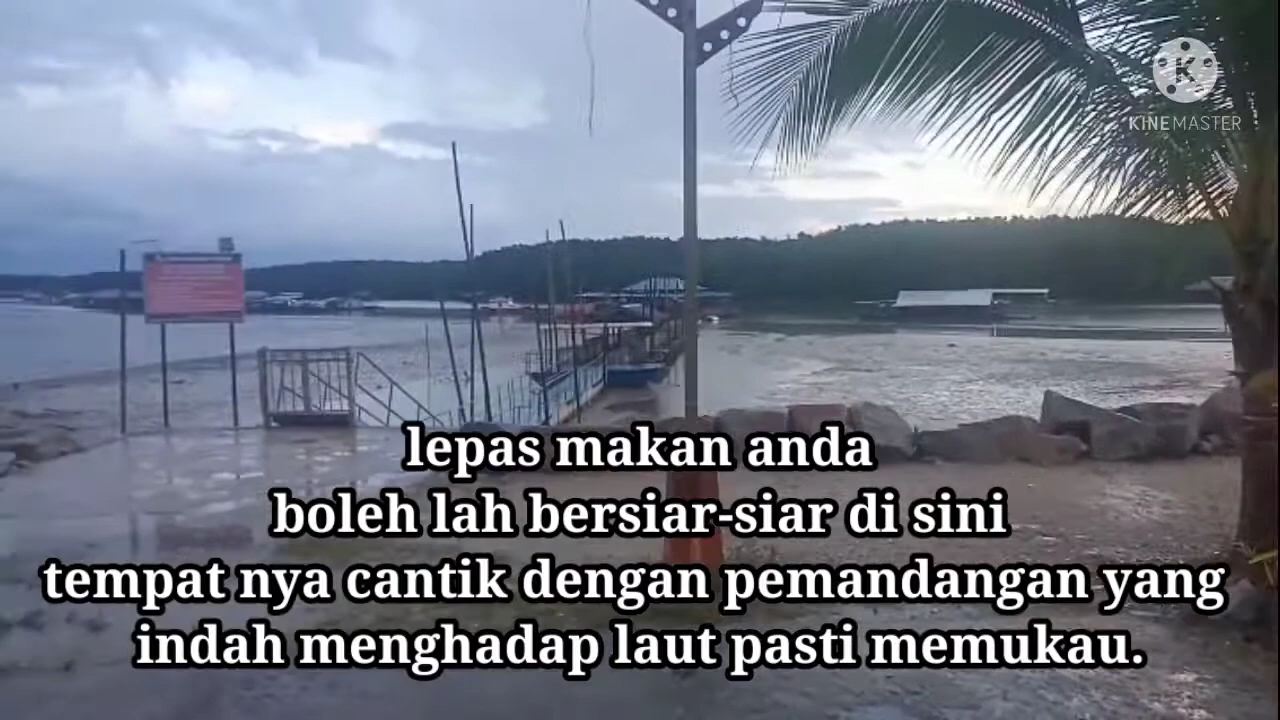 K
KINEMASTER
lepas makan anda
boleh lah bersiar-siar di sini
tempat nya cantik dengan pemandangan yang
indah menghadap laut pasti memukau.